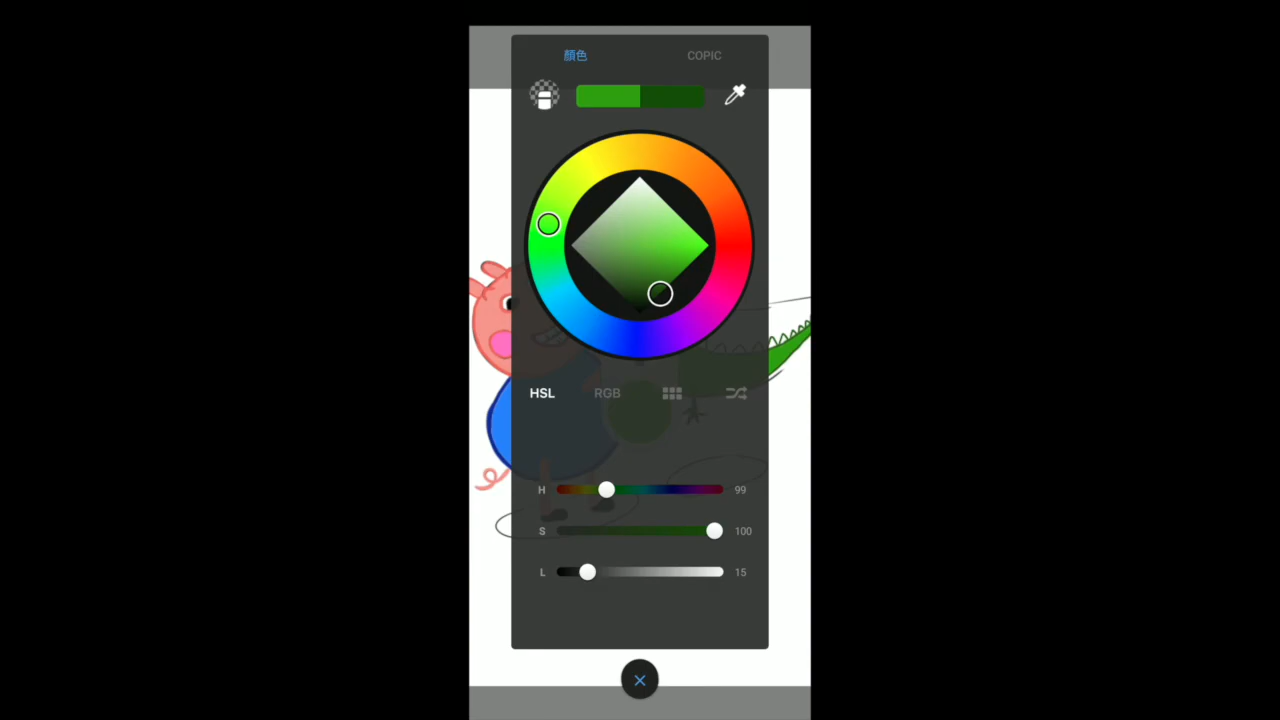 顏色 COPIC
HSL RGB
H 99
S 100
L 15